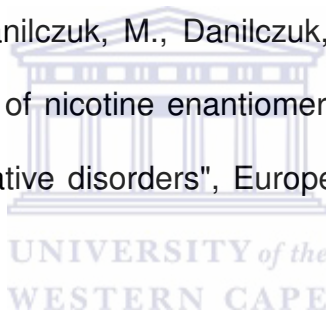 anilczuk, M., Danilczuk,
of nicotine enantiomer
ative disorders", Europe
UNIVERSITY of the
WESTERN CAPE